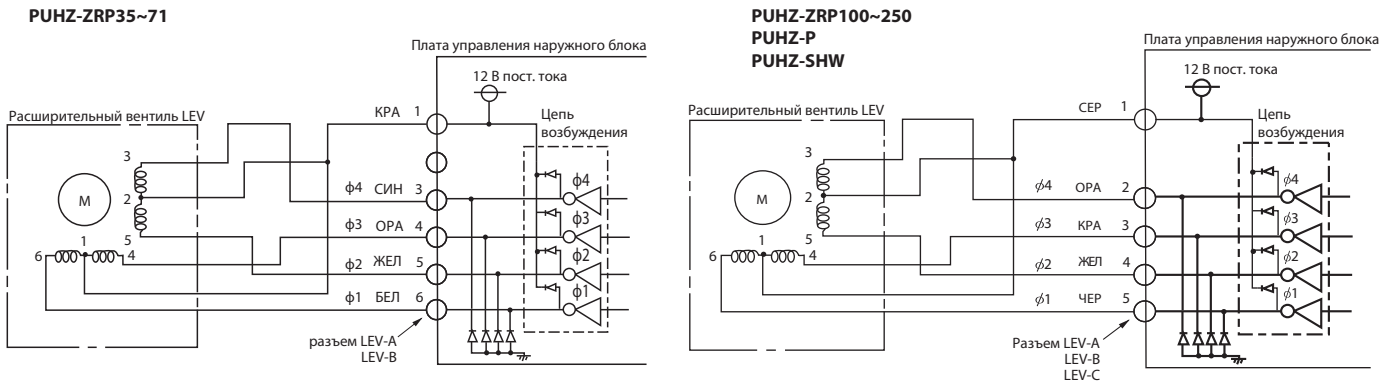 PUHZ-ZRP35~71
Плата управления наружного блока
12 В пост. тока
Расширительный вентиль LEV
КРА 1
Цепь
возбуждения
3
M
2
1
5
6
4
ϕ4 СИН 3
ϕ3 ОРА 4
ϕ2 ЖЕЛ 5
ϕ1 БЕЛ 6
ϕ4
ϕ3
ϕ2
ϕ1
разъем LEV-A
LEV-B
PUHZ-ZRP100~250
PUHZ-P
PUHZ-SHW
Плата управления наружного блока
12 В пост. тока
Расширительный вентиль LEV
СЕР 1
Цепь
возбуждения
3
M
2
1
5
6
4
ϕ4 ОРА 2
ϕ3 КРА 3
ϕ2 ЖЕЛ 4
ϕ1 ЧЕР 5
ϕ4
ϕ3
ϕ2
ϕ1
Разъем LEV-A
LEV-B
LEV-C